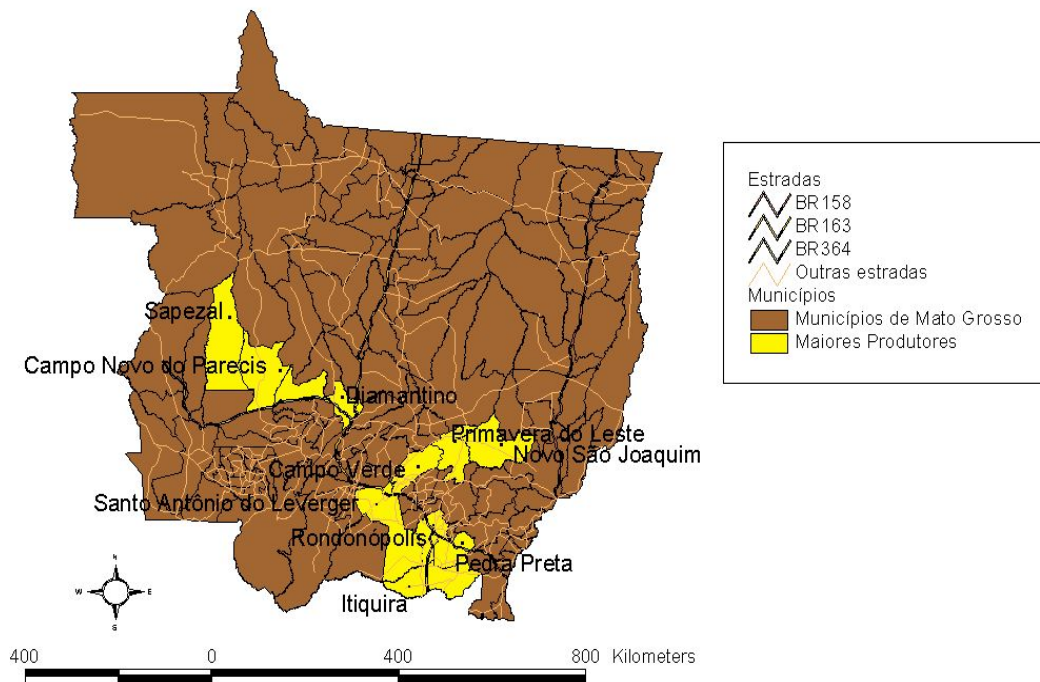 Estradas
BR158
BR163
BR364
Outras estradas
Municípios
Municípios de Mato Grosso
Maiores Produtores
Sapezal
Campo Novo do Parecis
Diamantino
Primavera do Leste
Novo São Joaquim
Campo Verde
Santo Antônio do Leverger
Rondonópolis
Pedra Preta
Itiquira
N
W E
S
400 0 400 800 Kilometers